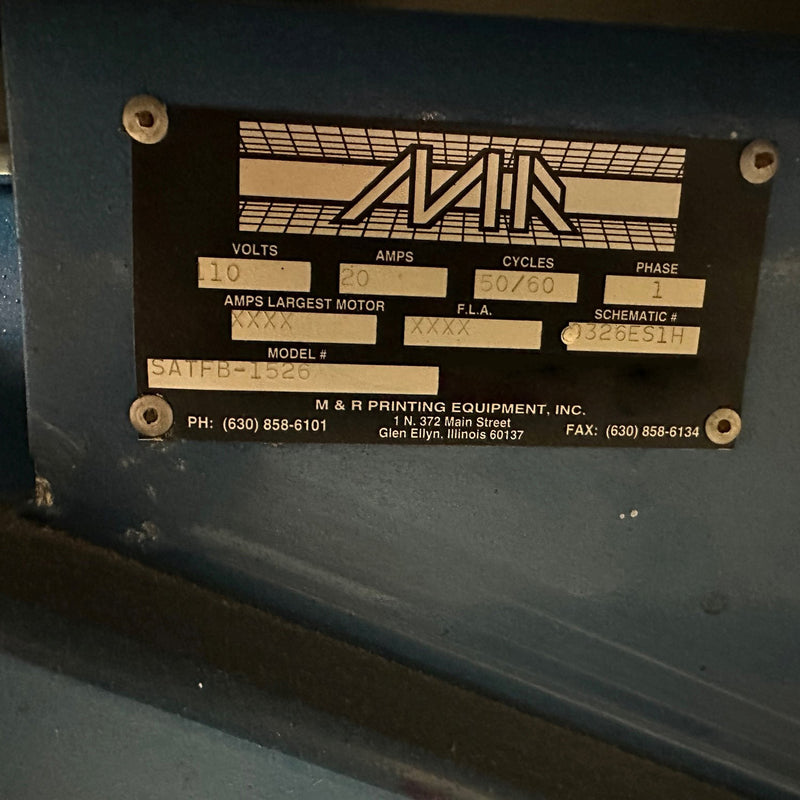 M&R
VOLTS AMPS CYCLES PHASE
110 20 50/60 1
AMPS LARGEST MOTOR F.L.A. SCHEMATIC #
XXXX XXXX 0326ES1H
MODEL #
SATFB-1526
M & R PRINTING EQUIPMENT, INC.
PH: (630) 858-6101 1 N. 372 Main Street FAX: (630) 858-6134
Glen Ellyn, Illinois 60137